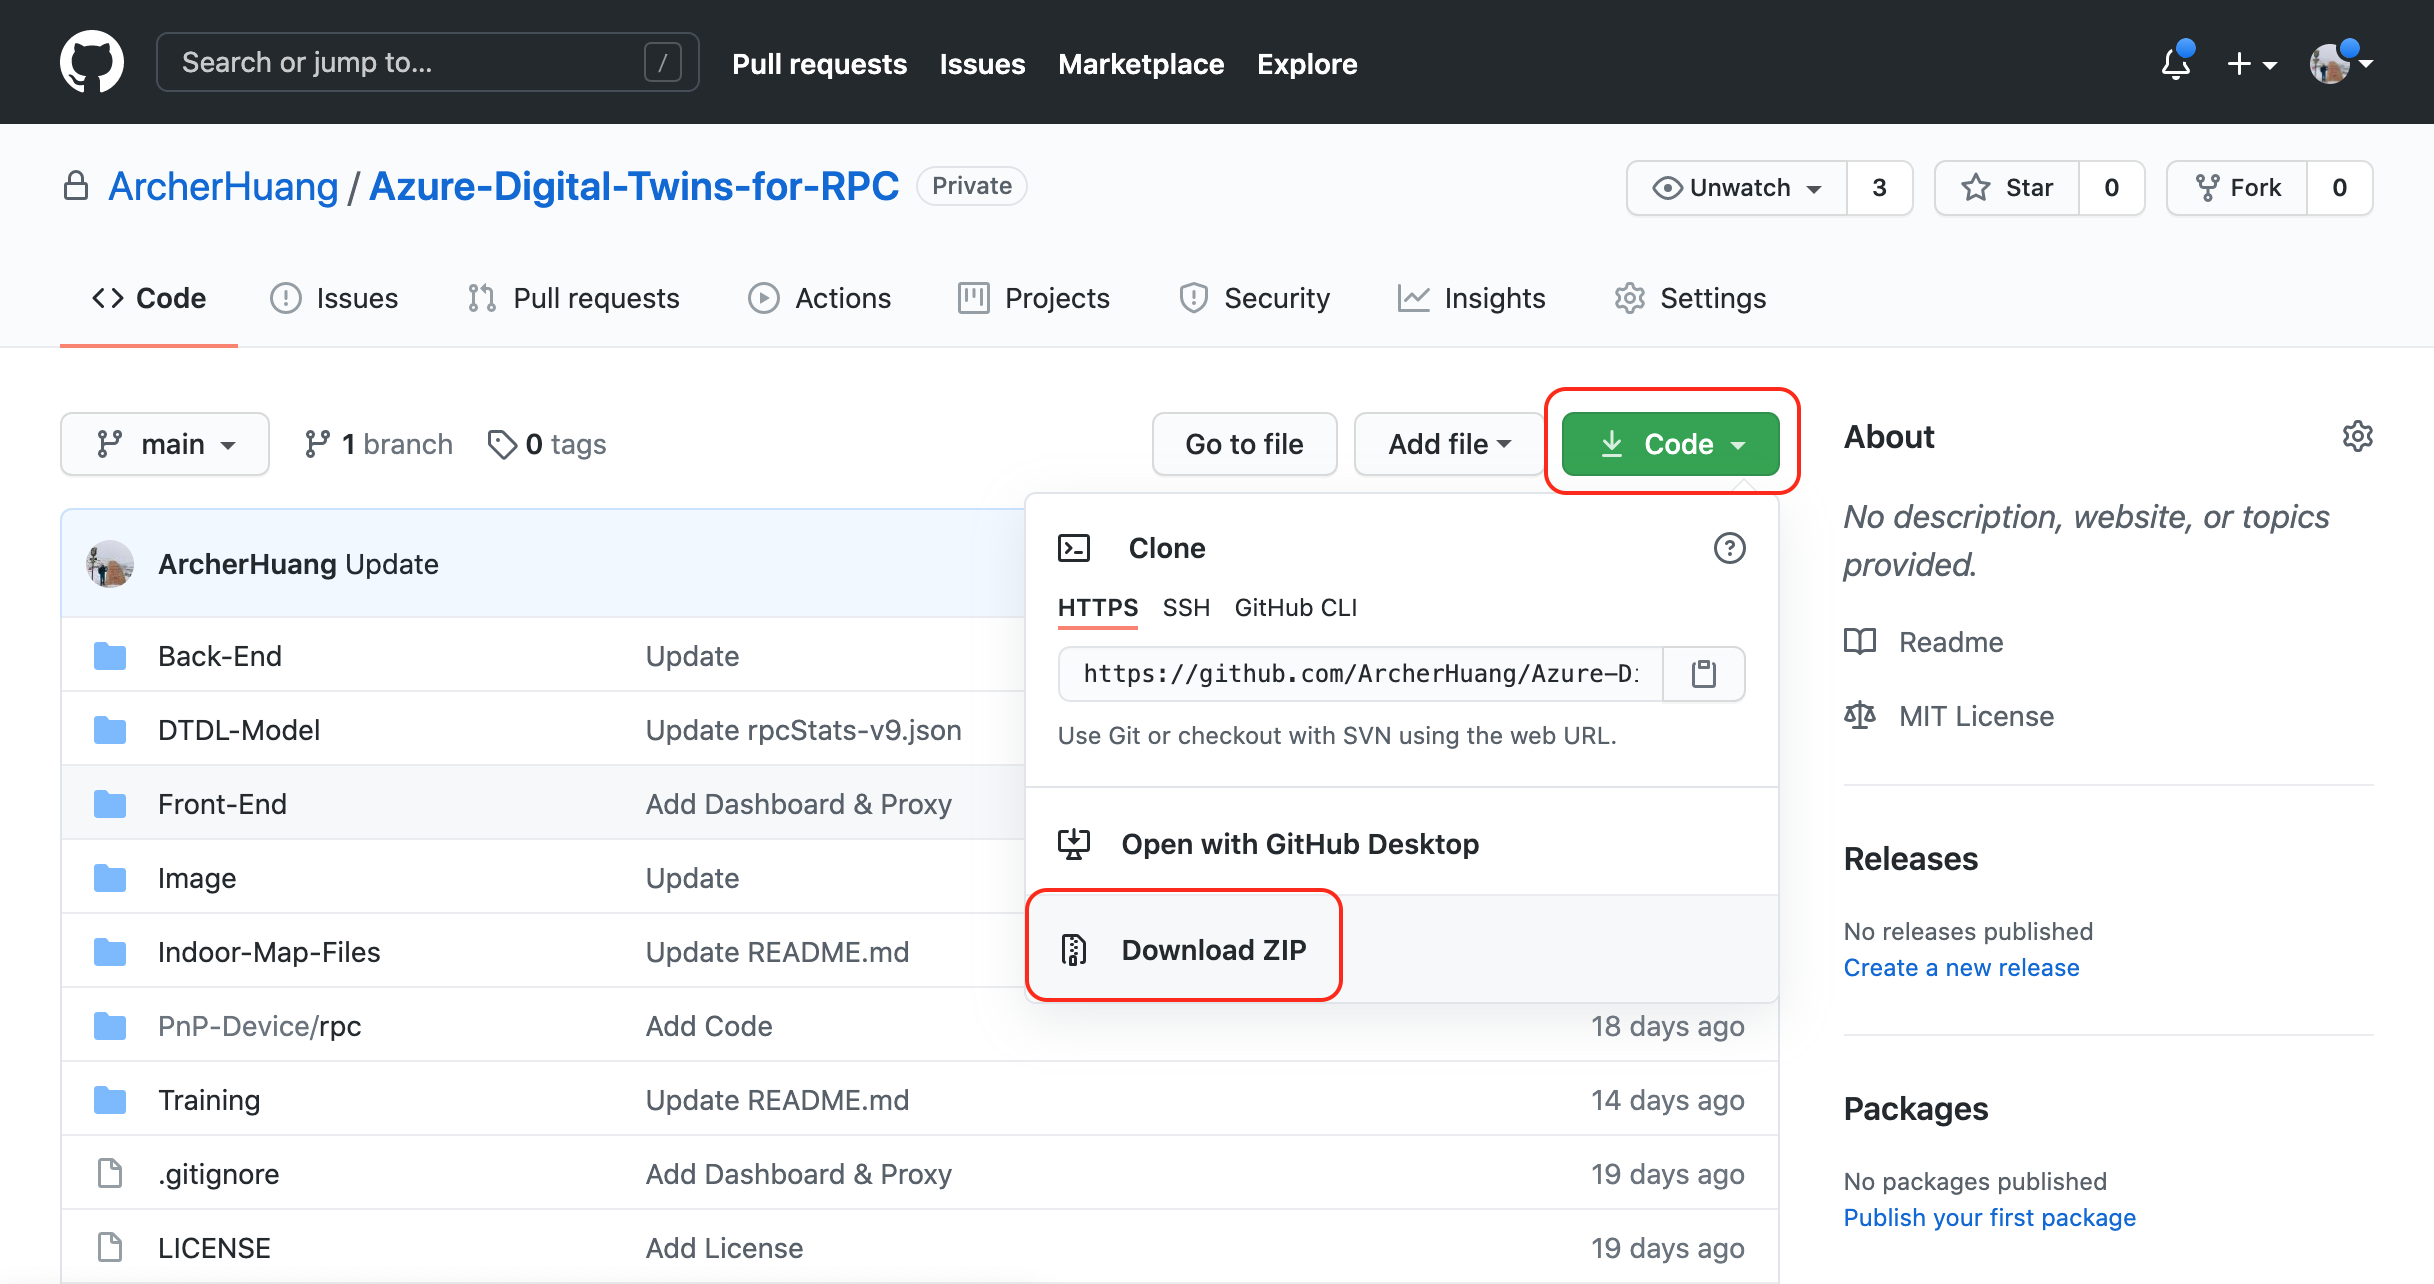 Search or jump to... /
Pull requests Issues Marketplace Explore
ArcherHuang / Azure-Digital-Twins-for-RPC Private
Unwatch 3 Star 0 Fork 0
Code Issues Pull requests Actions Projects Security Insights Settings
main 1 branch 0 tags
Go to file Add file Code
ArcherHuang Update
Back-End Update
DTDL-Model Update rpcStats-v9.json
Front-End Add Dashboard & Proxy
Image Update
Indoor-Map-Files Update README.md
PnP-Device/rpc Add Code 18 days ago
Training Update README.md 14 days ago
.gitignore Add Dashboard & Proxy 19 days ago
LICENSE Add License 19 days ago
Clone
HTTPS SSH GitHub CLI
https://github.com/ArcherHuang/Azure-Di
Use Git or checkout with SVN using the web URL.
Open with GitHub Desktop
Download ZIP
About
No description, website, or topics
provided.
Readme
MIT License
Releases
No releases published
Create a new release
Packages
No packages published
Publish your first package